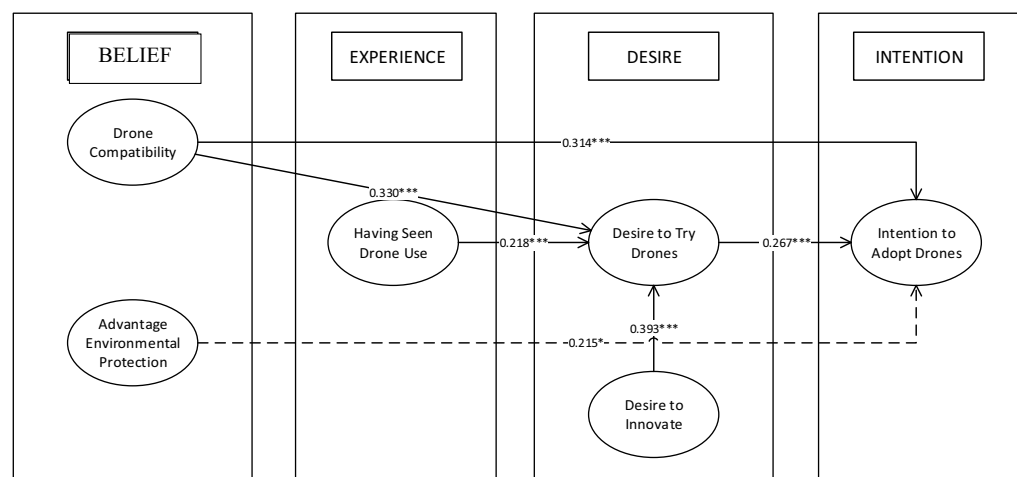 BELIEF
EXPERIENCE
DESIRE
INTENTION
Drone
Compatibility
0.314***
0.330***
Having Seen
Drone Use
0.218***
Desire to Try
Drones
0.267***
Intention to
Adopt Drones
Advantage
Environmental
Protection
0.393***
0.215*
Desire to
Innovate